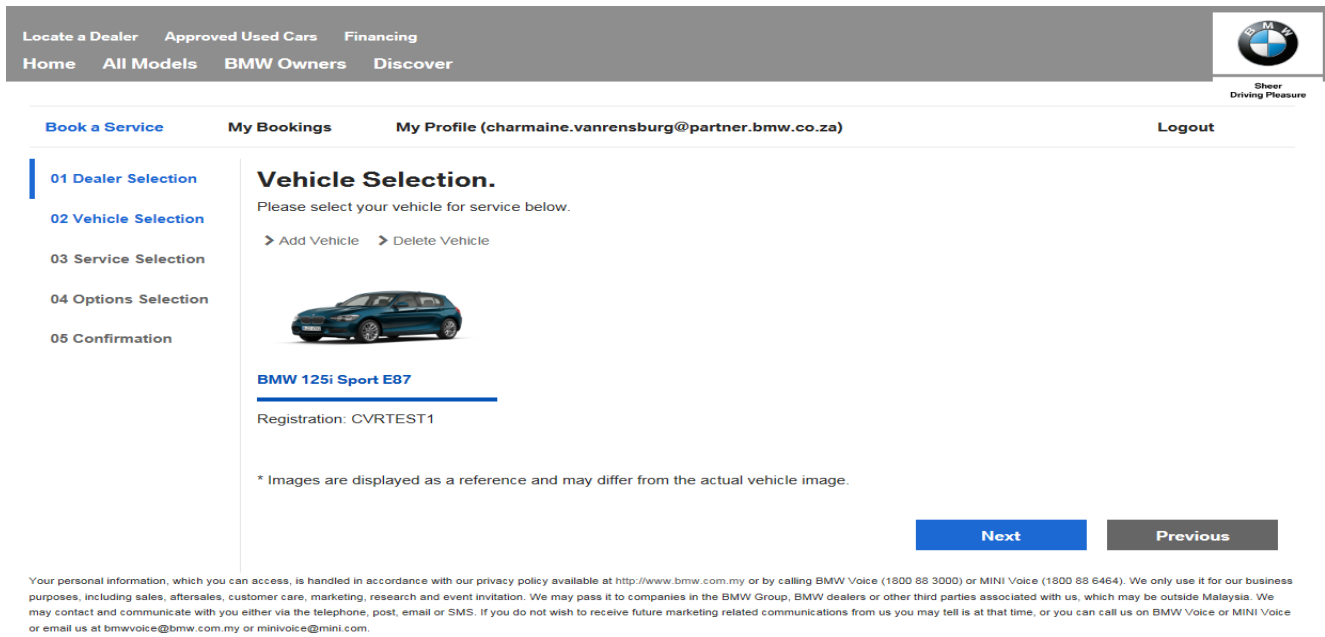 Locate a Dealer Approved Used Cars Financing
Home All Models BMW Owners Discover
BMW
Sheer
Driving Pleasure
Book a Service My Bookings My Profile (charmaine.vanrensburg@partner.bmw.co.za) Logout
01 Dealer Selection
02 Vehicle Selection
03 Service Selection
04 Options Selection
05 Confirmation
Vehicle Selection.
Please select your vehicle for service below.
> Add Vehicle > Delete Vehicle
BMW 125i Sport E87
Registration: CVRTEST1
* Images are displayed as a reference and may differ from the actual vehicle image.
Next Previous
Your personal information, which you can access, is handled in accordance with our privacy policy available at http://www.bmw.com.my or by calling BMW Voice (1800 88 3000) or MINI Voice (1800 88 6464). We only use it for our business
purposes, including sales, aftersales, customer care, marketing, research and event invitation. We may pass it to companies in the BMW Group, BMW dealers or other third parties associated with us, which may be outside Malaysia. We
may contact and communicate with you either via the telephone, post, email or SMS. If you do not wish to receive future marketing related communications from us you may tell is at that time, or you can call us on BMW Voice or MINI Voice
or email us at bmwvoice@bmw.com.my or minivoice@mini.com.